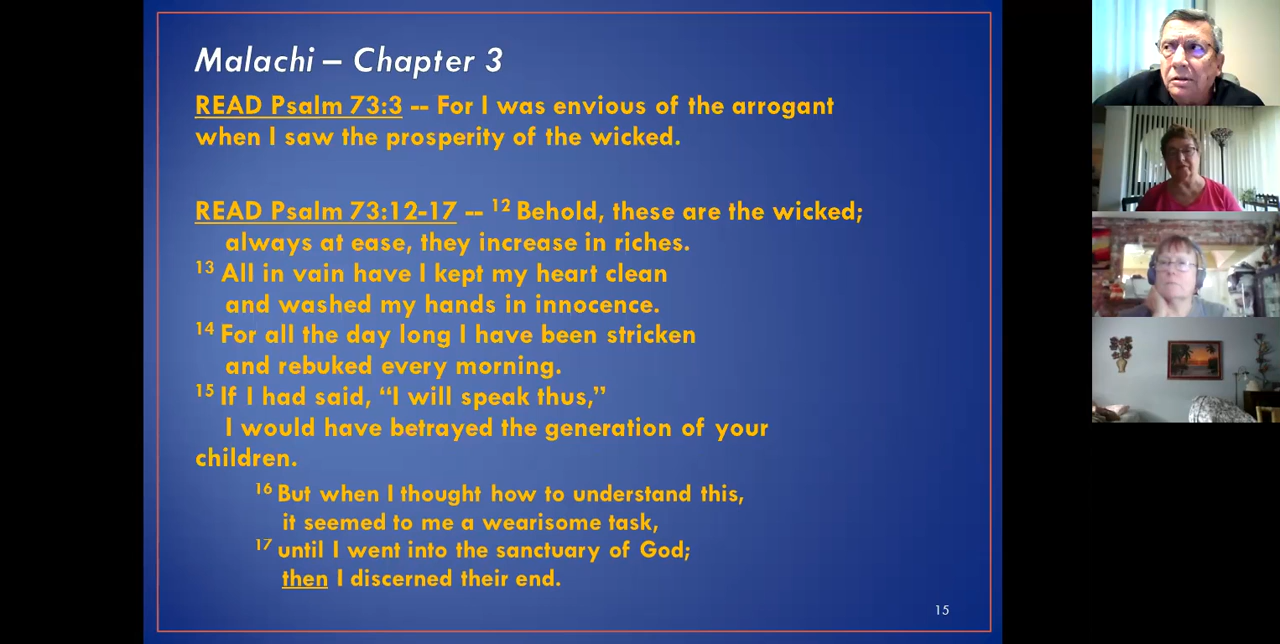 Malachi – Chapter 3
READ Psalm 73:3 -- For I was envious of the arrogant
when I saw the prosperity of the wicked.
READ Psalm 73:12-17 -- 12 Behold, these are the wicked;
always at ease, they increase in riches.
13 All in vain have I kept my heart clean
and washed my hands in innocence.
14 For all the day long I have been stricken
and rebuked every morning.
15 If I had said, “I will speak thus,”
I would have betrayed the generation of your
children.
16 But when I thought how to understand this,
it seemed to me a wearisome task,
17 until I went into the sanctuary of God;
then I discerned their end.
15